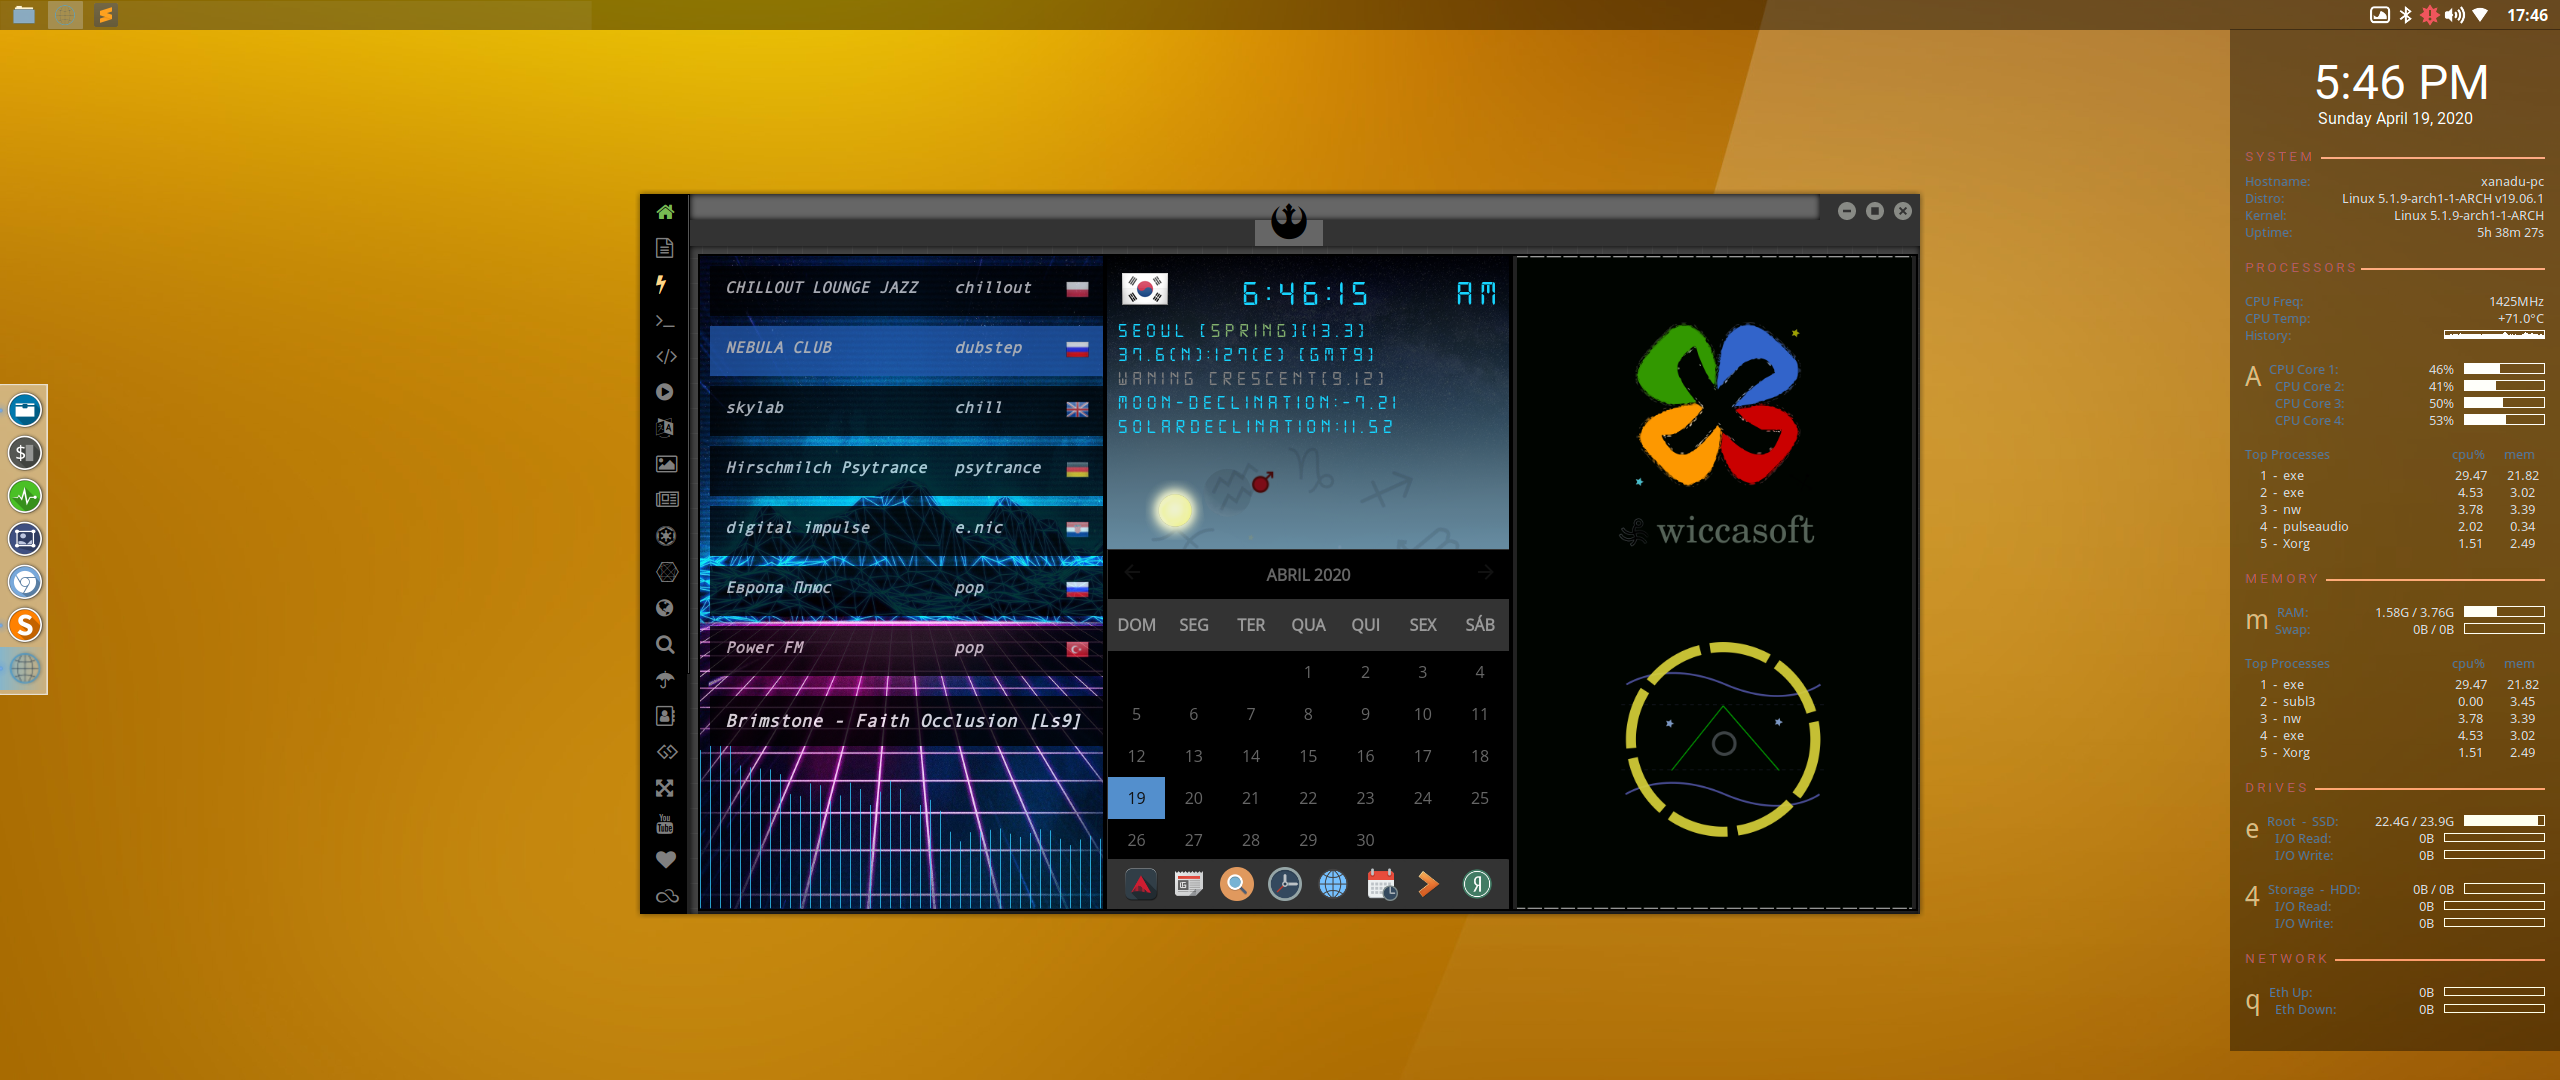 17:46
5:46 PM
Sunday April 19, 2020
SYSTEM
Hostname: xanadu-pc
Distro: Linux 5.1.9-arch1-1-ARCH v19.06.1
Kernel: Linux 5.1.9-arch1-1-ARCH
Uptime: 5h 38m 27s
PROCESSORS
CPU Freq: 1425MHz
CPU Temp: +71.0°C
History:
A CPU Core 1: 46%
CPU Core 2: 41%
CPU Core 3: 50%
CPU Core 4: 53%
Top Processes cpu% mem
1 - exe 29.47 21.82
2 - exe 4.53 3.02
3 - nw 3.78 3.39
4 - pulseaudio 2.02 0.34
5 - Xorg 1.51 2.49
MEMORY
m RAM: 1.58G / 3.76G
Swap: 0B / 0B
Top Processes cpu% mem
1 - exe 29.47 21.82
2 - subl3 0.00 3.45
3 - nw 3.78 3.39
4 - exe 4.53 3.02
5 - Xorg 1.51 2.49
DRIVES
e Root - SSD: 22.4G / 23.9G
I/O Read: 0B
I/O Write: 0B
4 Storage - HDD: 0B / 0B
I/O Read: 0B
I/O Write: 0B
NETWORK
q Eth Up: 0B
Eth Down: 0B
CHILLOUT LOUNGE JAZZ chillout
NEBULA CLUB dubstep
skylab chill
Hirschmilch Psytrance psytrance
digital impulse e.nic
Европа Плюс pop
Power FM pop
Brimstone - Faith Occlusion [Ls9]
6:46:15 AM
SEOUL [SPRING][13.3]
37.6(N):127(E) [GMT9]
WANING CRESCENT[9.12]
MOON-DECLINATION:-7.21
SOLARDECLINATION:11.52
ABRIL 2020
DOM SEG TER QUA QUI SEX SÁB
1 2 3 4
5 6 7 8 9 10 11
12 13 14 15 16 17 18
19 20 21 22 23 24 25
26 27 28 29 30
wiccasoft
You
Tube